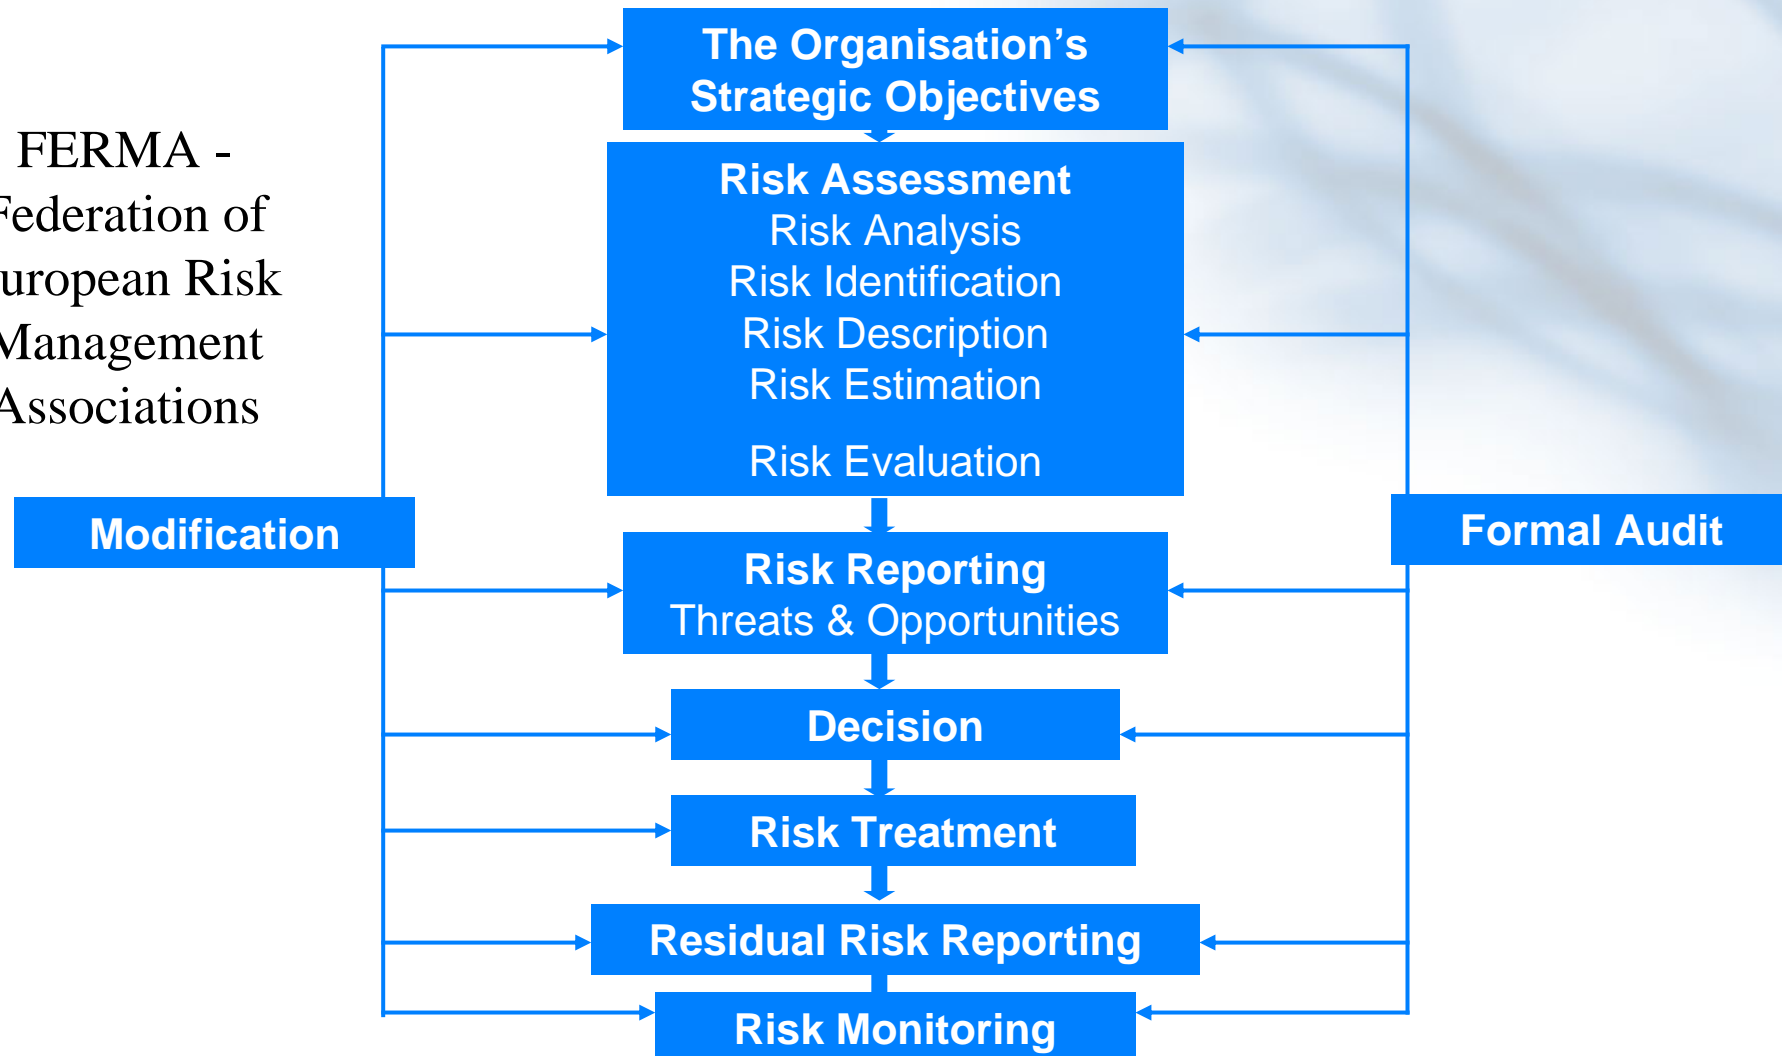 The Organisation's
Strategic Objectives
FERMA -
Federation of
European Risk
Management
Associations
Risk Assessment
Risk Analysis
Risk Identification
Risk Description
Risk Estimation
Risk Evaluation
Modification
Formal Audit
Risk Reporting
Threats & Opportunities
Decision
Risk Treatment
Residual Risk Reporting
Risk Monitoring